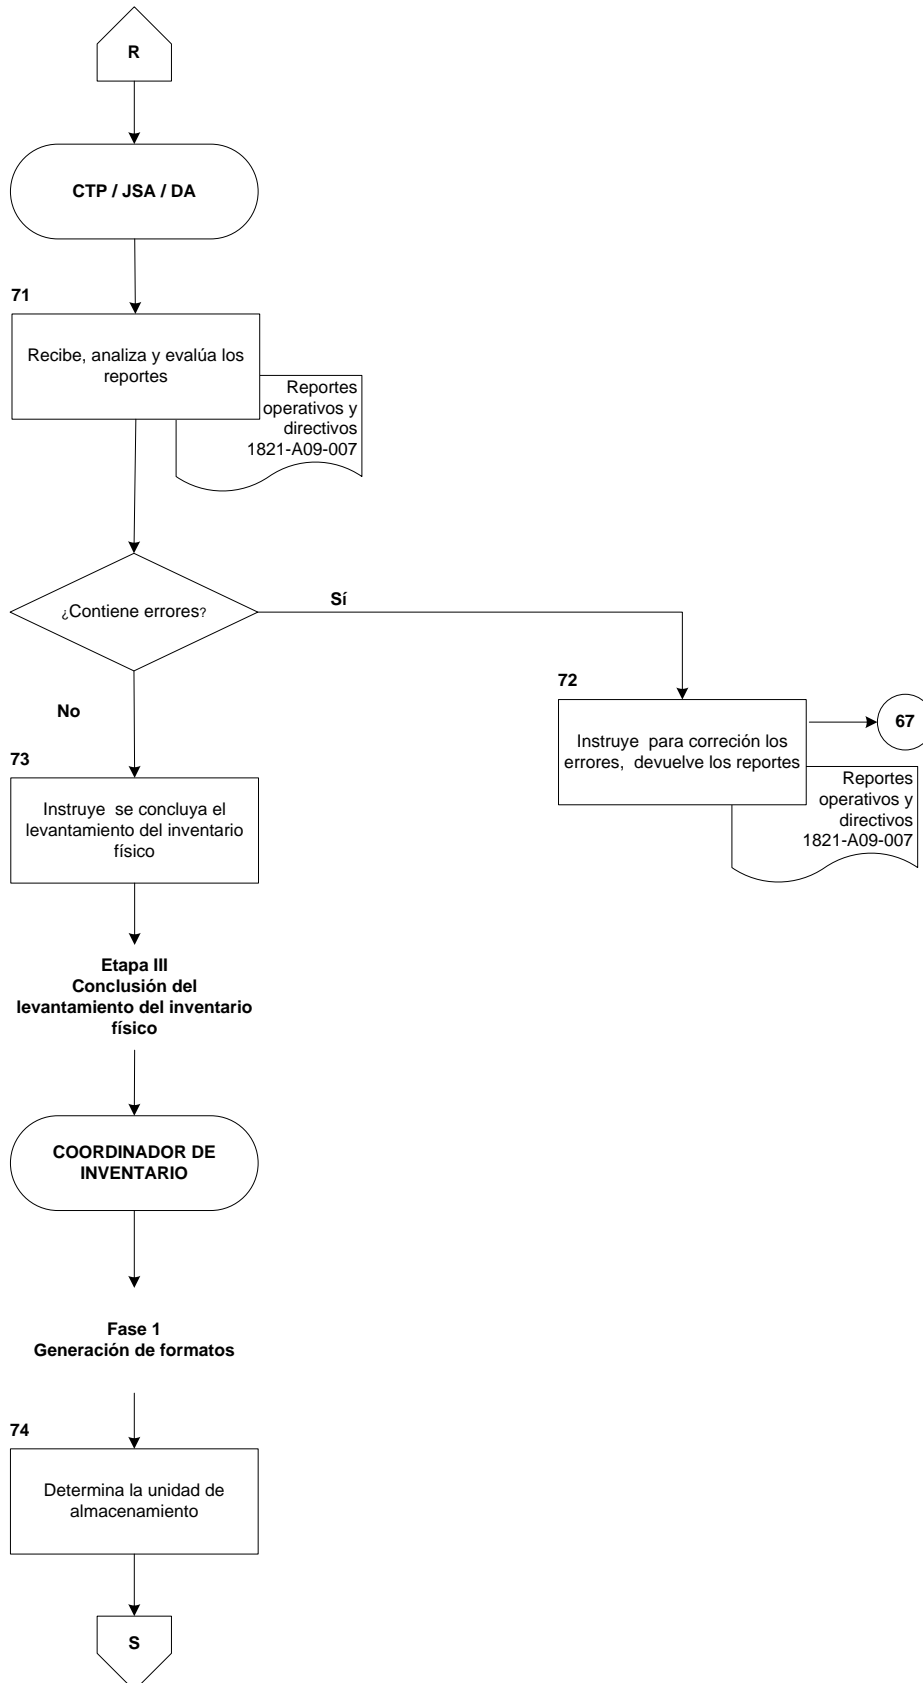 R
CTP / JSA / DA
71
Recibe, analiza y evalúa los
reportes
Reportes
operativos y
directivos
1821-A09-007
¿Contiene errores?
Sí
No
72
Instruye para correción los
errores, devuelve los reportes
67
Reportes
operativos y
directivos
1821-A09-007
73
Instruye se concluya el
levantamiento del inventario
físico
Etapa III
Conclusión del
levantamiento del inventario
físico
COORDINADOR DE
INVENTARIO
Fase 1
Generación de formatos
74
Determina la unidad de
almacenamiento
S